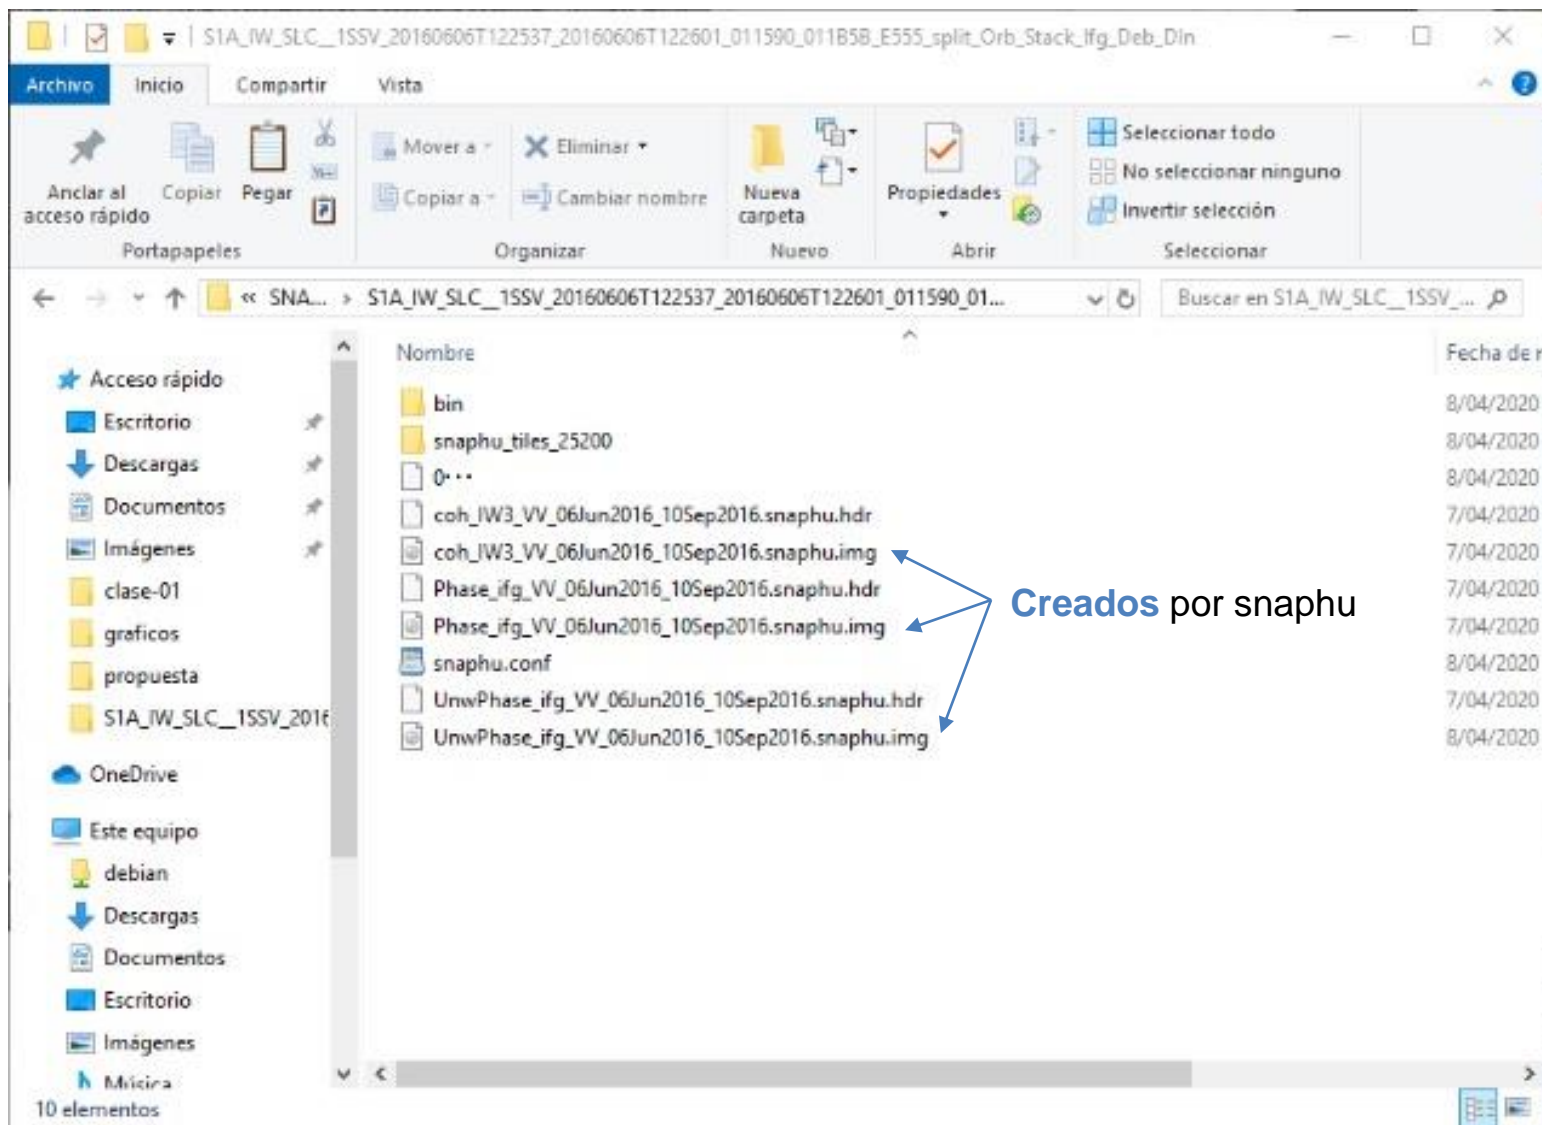 S1A_IW_SLC__1SSV_20160606T122537_20160606T122601_011590_011B5B_E555_split_Orb_Stack_Ifg_Deb_DIn
Archivo Inicio Compartir Vista
Anclar al acceso rápido
Copiar
Pegar
Portapapeles
Mover a
Copiar a
Eliminar
Cambiar nombre
Organizar
Nueva carpeta
Nuevo
Propiedades
Abrir
Seleccionar todo
No seleccionar ninguno
Invertir selección
Seleccionar
« SNA... > S1A_IW_SLC__1SSV_20160606T122537_20160606T122601_011590_01...
Buscar en S1A_IW_SLC__1SSV_...
Acceso rápido
Escritorio
Descargas
Documentos
Imágenes
clase-01
graficos
propuesta
S1A_IW_SLC__1SSV_2016
OneDrive
Este equipo
debian
Descargas
Documentos
Escritorio
Imágenes
Música
Nombre Fecha de
bin 8/04/2020
snaphu_tiles_25200 8/04/2020
0··· 8/04/2020
coh_IW3_VV_06Jun2016_10Sep2016.snaphu.hdr 7/04/2020
coh_IW3_VV_06Jun2016_10Sep2016.snaphu.img 7/04/2020
Phase_ifg_VV_06Jun2016_10Sep2016.snaphu.hdr 7/04/2020
Phase_ifg_VV_06Jun2016_10Sep2016.snaphu.img 7/04/2020
snaphu.conf 8/04/2020
UnwPhase_ifg_VV_06Jun2016_10Sep2016.snaphu.hdr 7/04/2020
UnwPhase_ifg_VV_06Jun2016_10Sep2016.snaphu.img 8/04/2020
Creados por snaphu
10 elementos